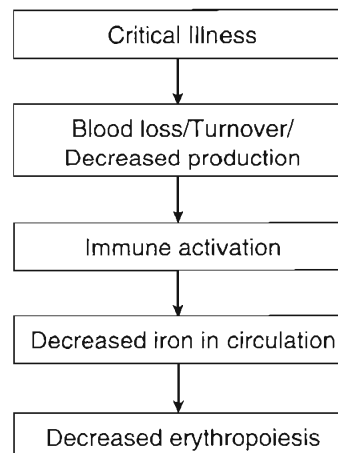 Critical Illness
Blood loss/Turnover/
Decreased production
Immune activation
Decreased iron in circulation
Decreased erythropoiesis